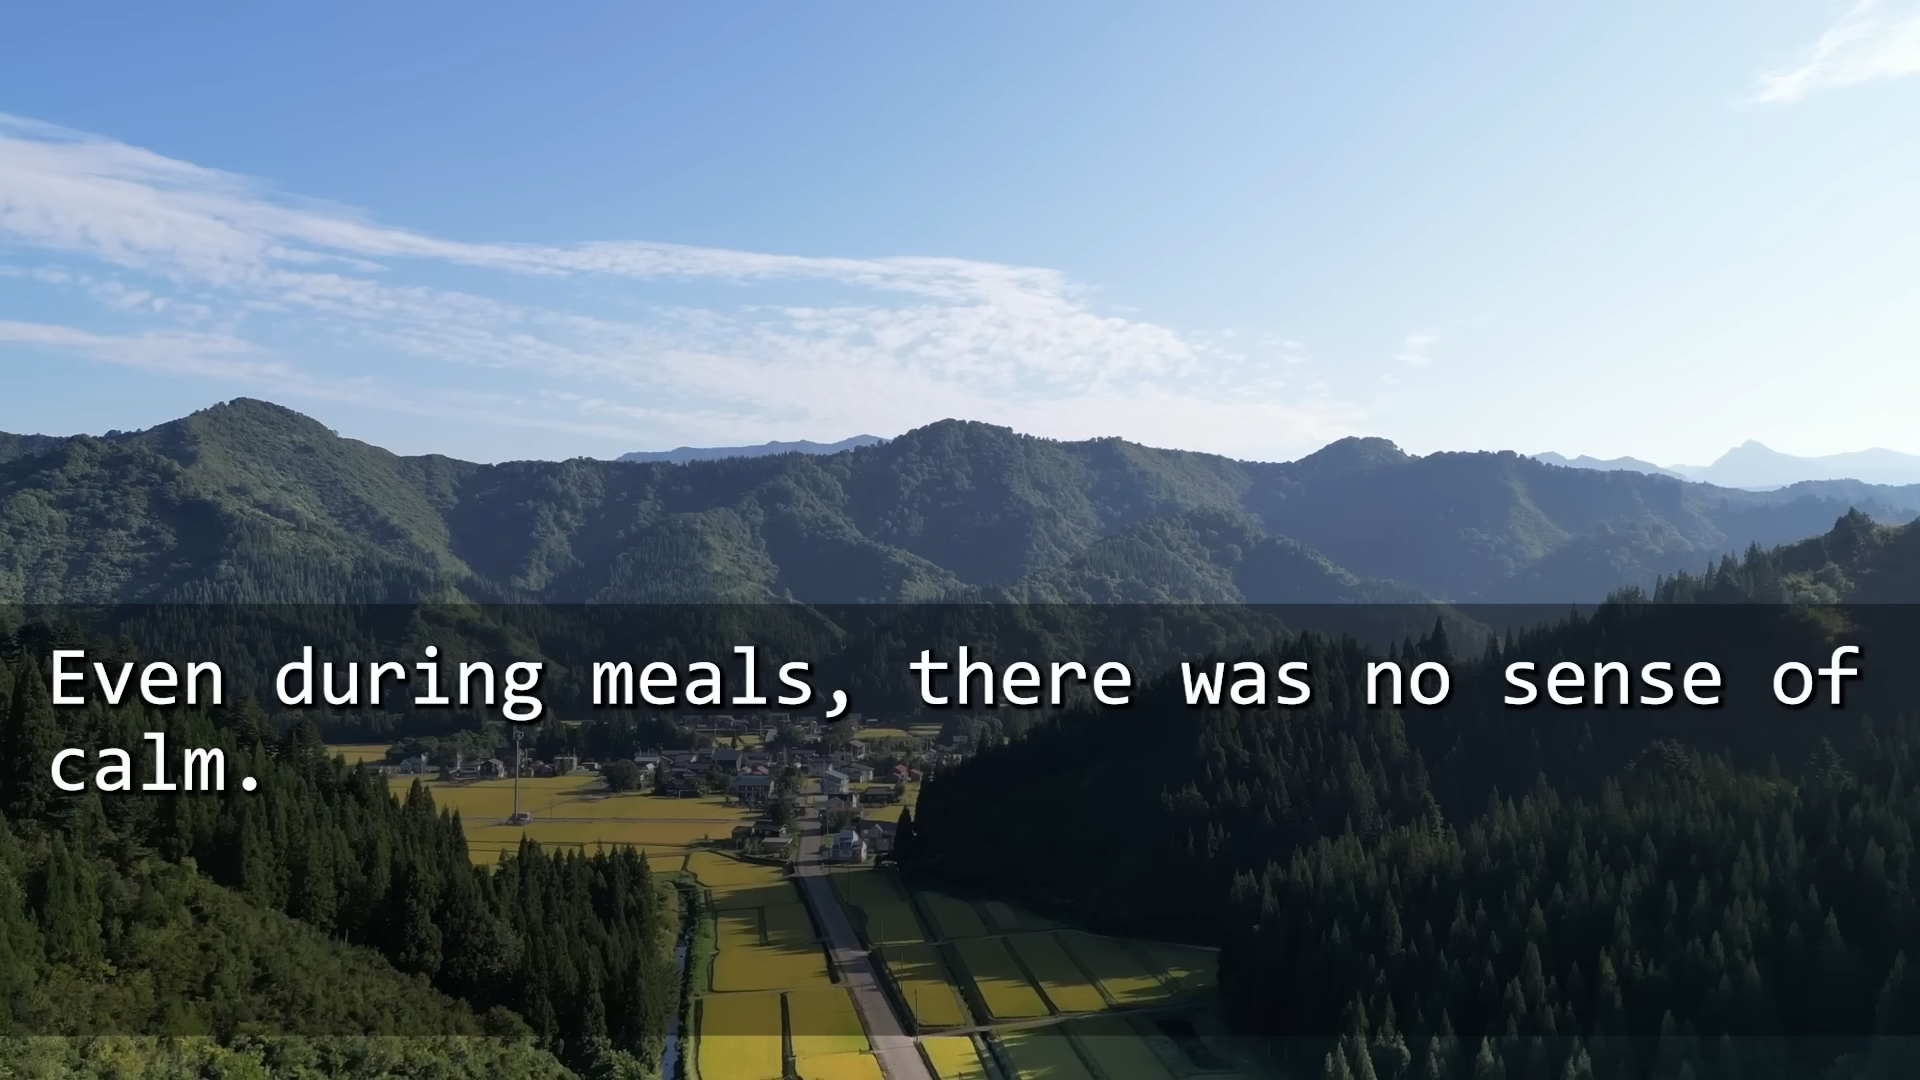 Even during meals, there was no sense of
calm.